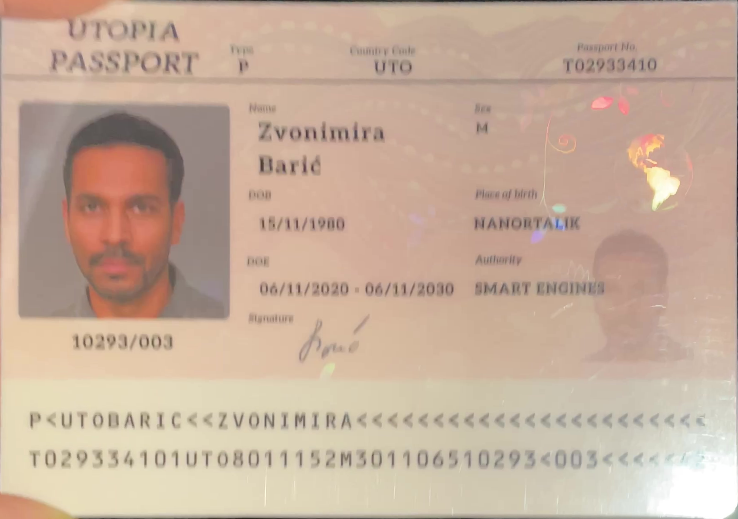 UTOPIA
PASSPORT
Type
P
Country Code
UTO
Passport No.
T02933410
Name
Zvonimira
Barić
Sex
M
DOB
15/11/1980
Place of birth
NANORTALIK
DOE
06/11/2020 - 06/11/2030
Authority
SMART ENGINES
Signature
10293/003
P<UTOBARIC<<ZVONIMIRA<<<<<<<<<<<<<<<<<<<<<<<
T029334101UTO8011152M301106510293<003<<<<<